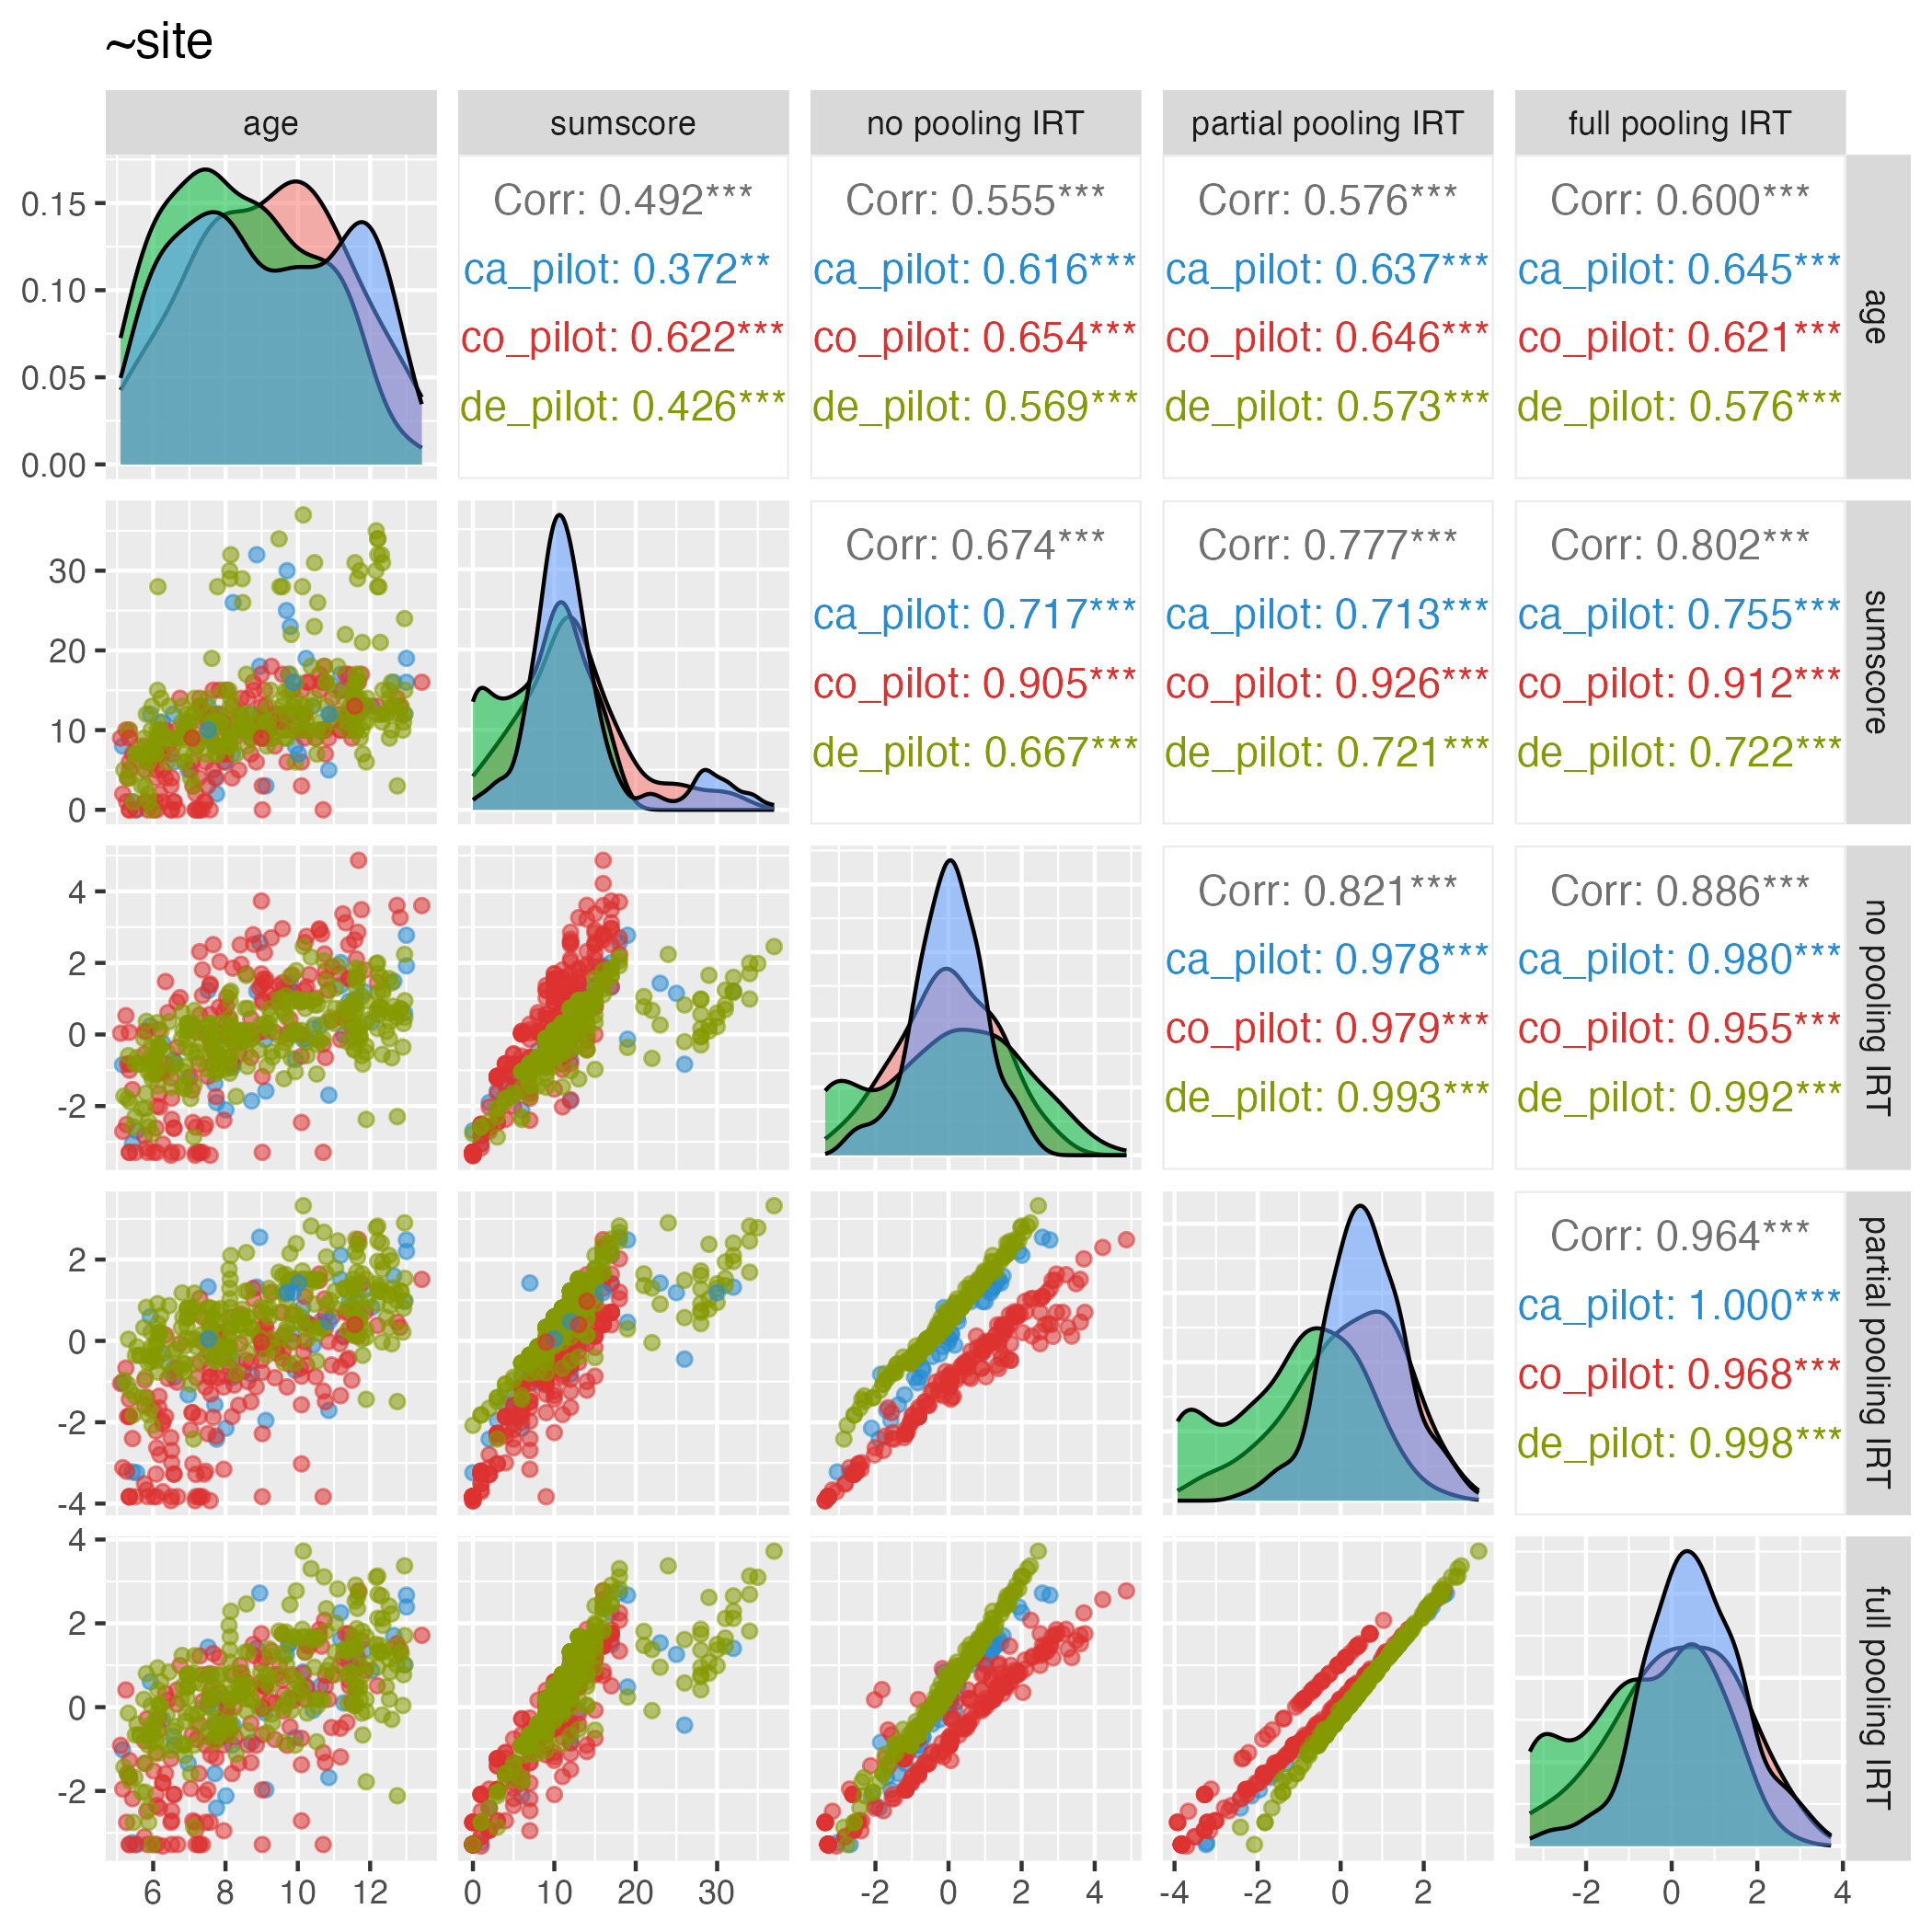 ~site
age
sumscore
no pooling IRT
partial pooling IRT
full pooling IRT
0.15
0.10
0.05
0.00
Corr: 0.492***
ca_pilot: 0.372**
co_pilot: 0.622***
de_pilot: 0.426***
Corr: 0.555***
ca_pilot: 0.616***
co_pilot: 0.654***
de_pilot: 0.569***
Corr: 0.576***
ca_pilot: 0.637***
co_pilot: 0.646***
de_pilot: 0.573***
Corr: 0.600***
ca_pilot: 0.645***
co_pilot: 0.621***
de_pilot: 0.576***
age
30
20
10
0
Corr: 0.674***
ca_pilot: 0.717***
co_pilot: 0.905***
de_pilot: 0.667***
Corr: 0.777***
ca_pilot: 0.713***
co_pilot: 0.926***
de_pilot: 0.721***
Corr: 0.802***
ca_pilot: 0.755***
co_pilot: 0.912***
de_pilot: 0.722***
sumscore
4
2
0
-2
Corr: 0.821***
ca_pilot: 0.978***
co_pilot: 0.979***
de_pilot: 0.993***
Corr: 0.886***
ca_pilot: 0.980***
co_pilot: 0.955***
de_pilot: 0.992***
no pooling IRT
2
0
-2
-4
Corr: 0.964***
ca_pilot: 1.000***
co_pilot: 0.968***
de_pilot: 0.998***
partial pooling IRT
4
2
0
-2
full pooling IRT
6 8 10 12
0 10 20 30
-2 0 2 4
-4 -2 0 2
-2 0 2 4